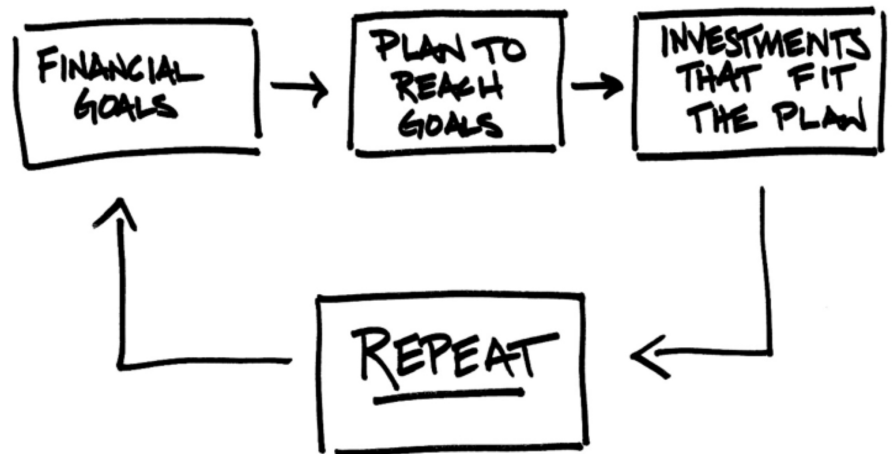 FINANCIAL
GOALS
PLAN TO
REACH
GOALS
INVESTMENTS
THAT FIT
THE PLAN
REPEAT